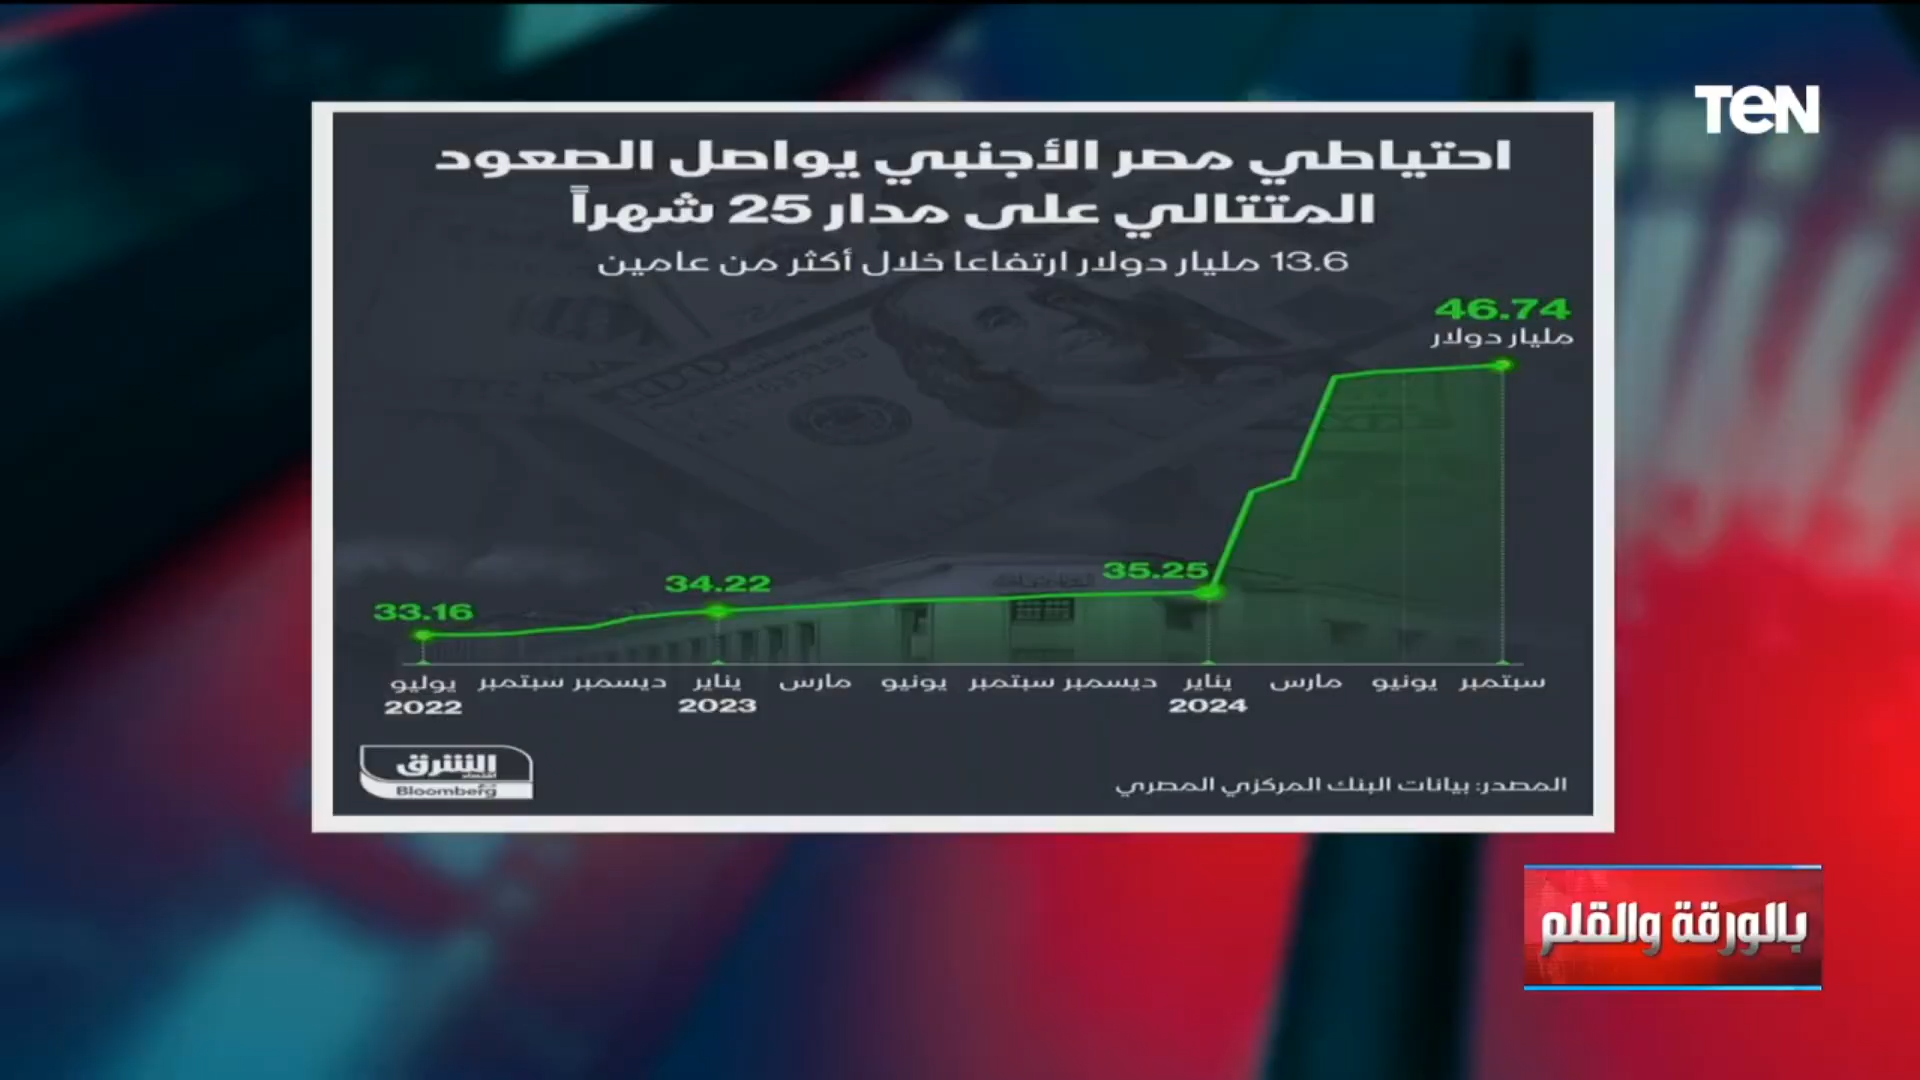 TeN
احتياطي مصر الأجنبي يواصل الصعود
المتتالي على مدار 25 شهراً
13.6 مليار دولار ارتفاعا خلال أكثر من عامين
46.74
مليار دولار
35.25
34.22
33.16
يوليو سبتمبر ديسمبر يناير مارس يونيو سبتمبر ديسمبر يناير مارس يونيو سبتمبر
2022 2023 2024
المصدر: بيانات البنك المركزي المصري
الشرق
اقتصاد
مع
Bloomberg
بالورقة والقلم